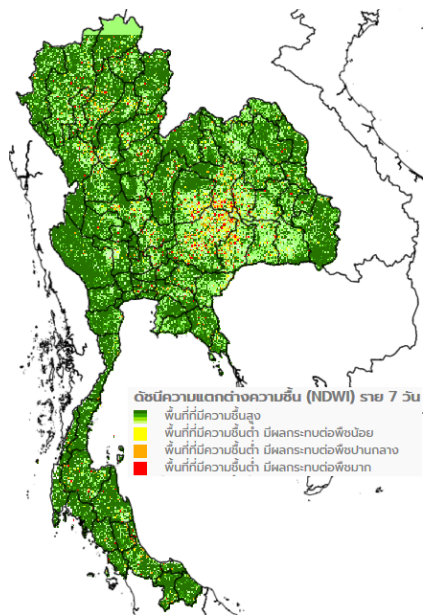 ดัชนีความแตกต่างความชื้น (NDWI) ราย 7 วัน
พื้นที่ที่มีความชื้นสูง
พื้นที่ที่มีความชื้นต่ำ มีผลกระทบต่อพืชน้อย
พื้นที่ที่มีความชื้นต่ำ มีผลกระทบต่อพืชปานกลาง
พื้นที่ที่มีความชื้นต่ำ มีผลกระทบต่อพืชมาก